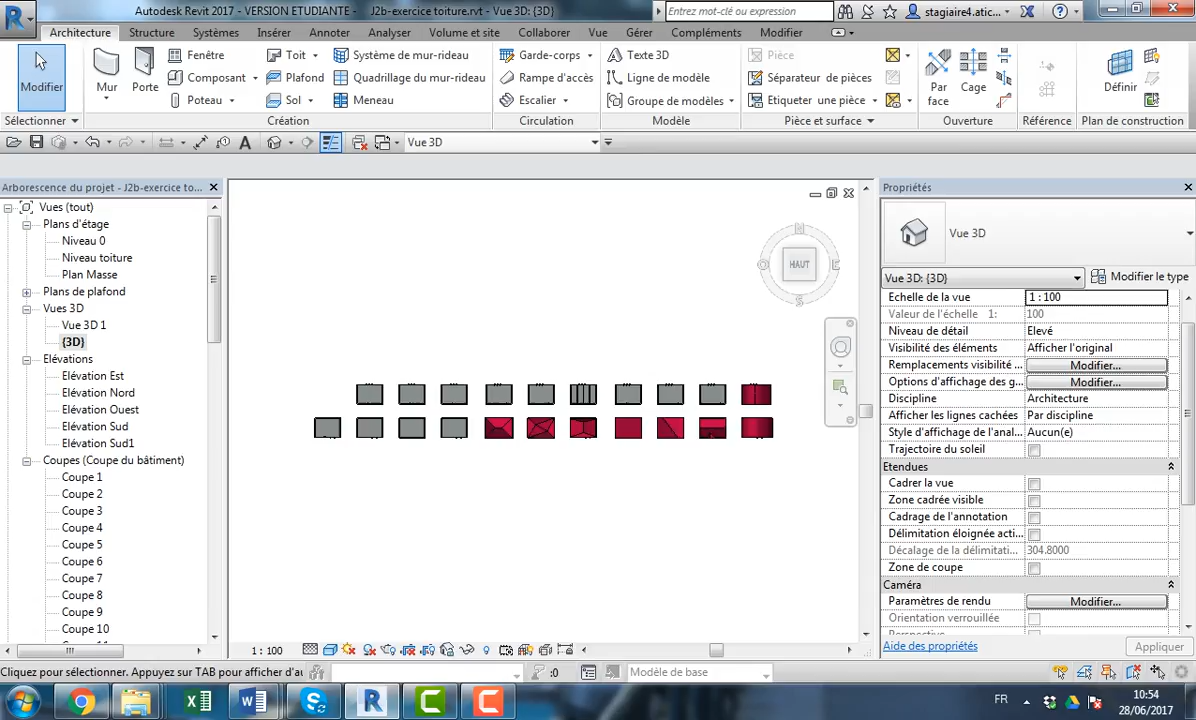 Autodesk Revit 2017 - VERSION ETUDIANTE - J2b-exercice toiture.rvt - Vue 3D: {3D}
Entrez mot-clé ou expression
stagiaire4.atic...
Architecture Structure Systèmes Insérer Annoter Analyser Volume et site Collaborer Vue Gérer Compléments Modifier
Modifier
Sélectionner
Mur
Porte
Fenêtre
Composant
Poteau
Toit
Plafond
Sol
Système de mur-rideau
Quadrillage du mur-rideau
Meneau
Création
Garde-corps
Rampe d'accès
Escalier
Circulation
Texte 3D
Ligne de modèle
Groupe de modèles
Modèle
Pièce
Séparateur de pièces
Etiqueter une pièce
Pièce et surface
Par
face
Cage
Ouverture
Référence
Définir
Plan de construction
A
Vue 3D
Arborescence du projet - J2b-exercice to...
Vues (tout)
Plans d'étage
Niveau 0
Niveau toiture
Plan Masse
Plans de plafond
Vues 3D
Vue 3D 1
{3D}
Elévations
Elévation Est
Elévation Nord
Elévation Ouest
Elévation Sud
Elévation Sud1
Coupes (Coupe du bâtiment)
Coupe 1
Coupe 2
Coupe 3
Coupe 4
Coupe 5
Coupe 6
Coupe 7
Coupe 8
Coupe 9
Coupe 10
HAUT
N
O
E
S
1 : 100
Propriétés
Vue 3D
Vue 3D: {3D}
Modifier le type
Echelle de la vue 1 : 100
Valeur de l'échelle 1: 100
Niveau de détail Elevé
Visibilité des éléments Afficher l'original
Remplacements visibilité ... Modifier...
Options d'affichage des g... Modifier...
Discipline Architecture
Afficher les lignes cachées Par discipline
Style d'affichage de l'anal... Aucun(e)
Trajectoire du soleil
Etendues
Cadrer la vue
Zone cadrée visible
Cadrage de l'annotation
Délimitation éloignée acti...
Décalage de la délimitati... 304.8000
Zone de coupe
Caméra
Paramètres de rendu Modifier...
Orientation verrouillée
Perspective
Aide des propriétés
Appliquer
Cliquez pour sélectionner. Appuyez sur TAB pour afficher d'au
:0
Modèle de base
FR
10:54
28/06/2017